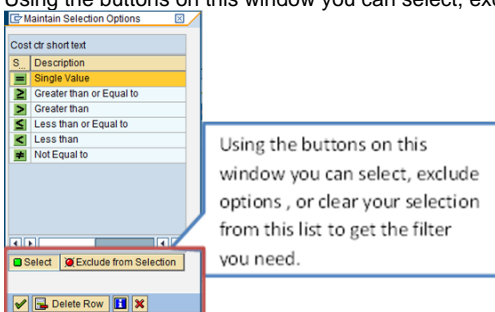 Using the buttons on this window you can select, exc
Maintain Selection Options
Cost ctr short text
S... Description
= Single Value
≥ Greater than or Equal to
> Greater than
≤ Less than or Equal to
< Less than
≠ Not Equal to
Using the buttons on this
window you can select, exclude
options , or clear your selection
from this list to get the filter
you need.
Select Exclude from Selection
Delete Row